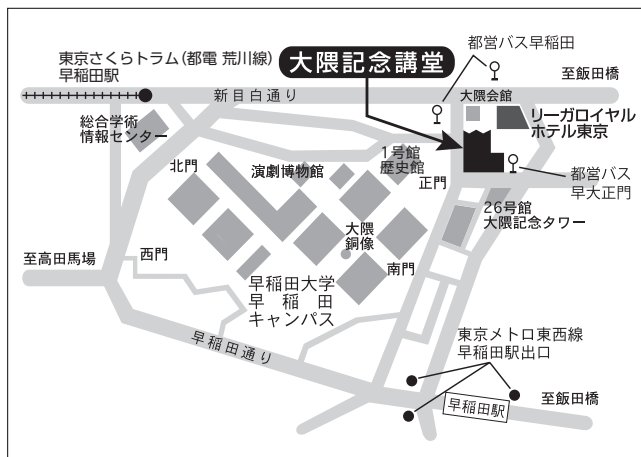 都営バス早稲田
東京さくらトラム(都電 荒川線)
早稲田駅
大隈記念講堂
至飯田橋
新目白通り
大隈会館
リーガロイヤル
ホテル東京
総合学術
情報センター
北門
演劇博物館
1号館
歴史館
正門
都営バス
早大正門
26号館
大隈記念タワー
大隈
銅像
至高田馬場
西門
南門
早稲田大学
早稲田
キャンパス
早稲田通り
東京メトロ東西線
早稲田駅出口
早稲田駅
至飯田橋